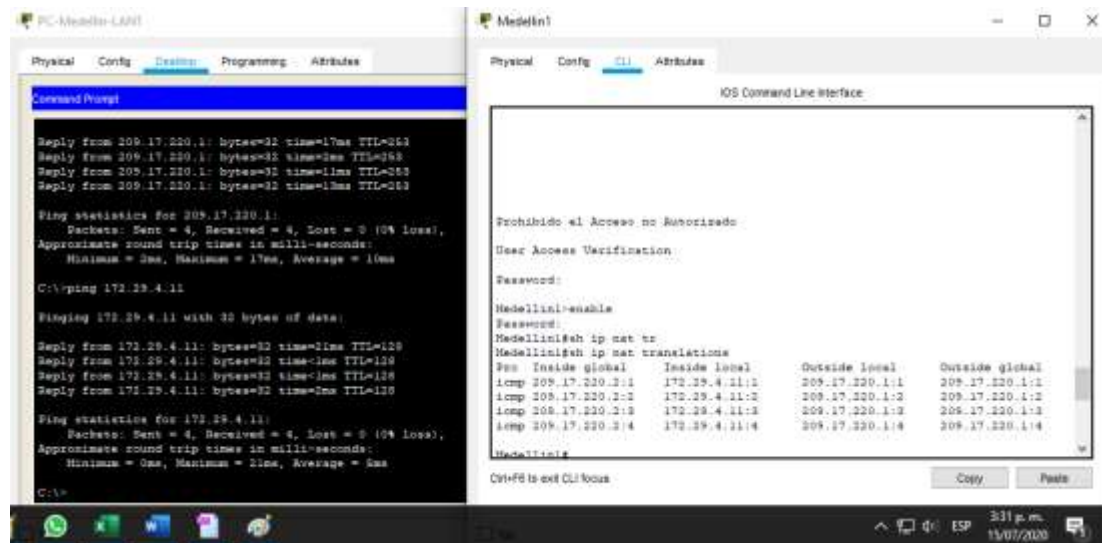 PC-Medellin-LAN1
Physical Config Desktop Programming Attributes
Command Prompt
Reply from 209.17.220.1: bytes=32 time=17ms TTL=253
Reply from 209.17.220.1: bytes=32 time=2ms TTL=253
Reply from 209.17.220.1: bytes=32 time=11ms TTL=253
Reply from 209.17.220.1: bytes=32 time=13ms TTL=253
Ping statistics for 209.17.220.1:
Packets: Sent = 4, Received = 4, Lost = 0 (0% loss),
Approximate round trip times in milli-seconds:
Minimum = 2ms, Maximum = 17ms, Average = 10ms
C:\>ping 172.29.4.11
Pinging 172.29.4.11 with 32 bytes of data:
Reply from 172.29.4.11: bytes=32 time=21ms TTL=128
Reply from 172.29.4.11: bytes=32 time<1ms TTL=128
Reply from 172.29.4.11: bytes=32 time<1ms TTL=128
Reply from 172.29.4.11: bytes=32 time=2ms TTL=128
Ping statistics for 172.29.4.11:
Packets: Sent = 4, Received = 4, Lost = 0 (0% loss),
Approximate round trip times in milli-seconds:
Minimum = 0ms, Maximum = 21ms, Average = 5ms
C:\>
Medellin1
Physical Config CLI Attributes
IOS Command Line Interface
Prohibido el Acceso no Autorizado
User Access Verification
Password:
Medellin1>enable
Password:
Medellin1#sh ip nat tr
Medellin1#sh ip nat translations
Pro Inside global Inside local Outside local Outside global
icmp 209.17.220.2:1 172.29.4.11:1 209.17.220.1:1 209.17.220.1:1
icmp 209.17.220.2:2 172.29.4.11:2 209.17.220.1:2 209.17.220.1:2
icmp 209.17.220.2:3 172.29.4.11:3 209.17.220.1:3 209.17.220.1:3
icmp 209.17.220.2:4 172.29.4.11:4 209.17.220.1:4 209.17.220.1:4
Medellin1#
Ctrl+F6 to exit CLI focus
Copy Paste
ESP
3:31 p. m.
15/07/2020